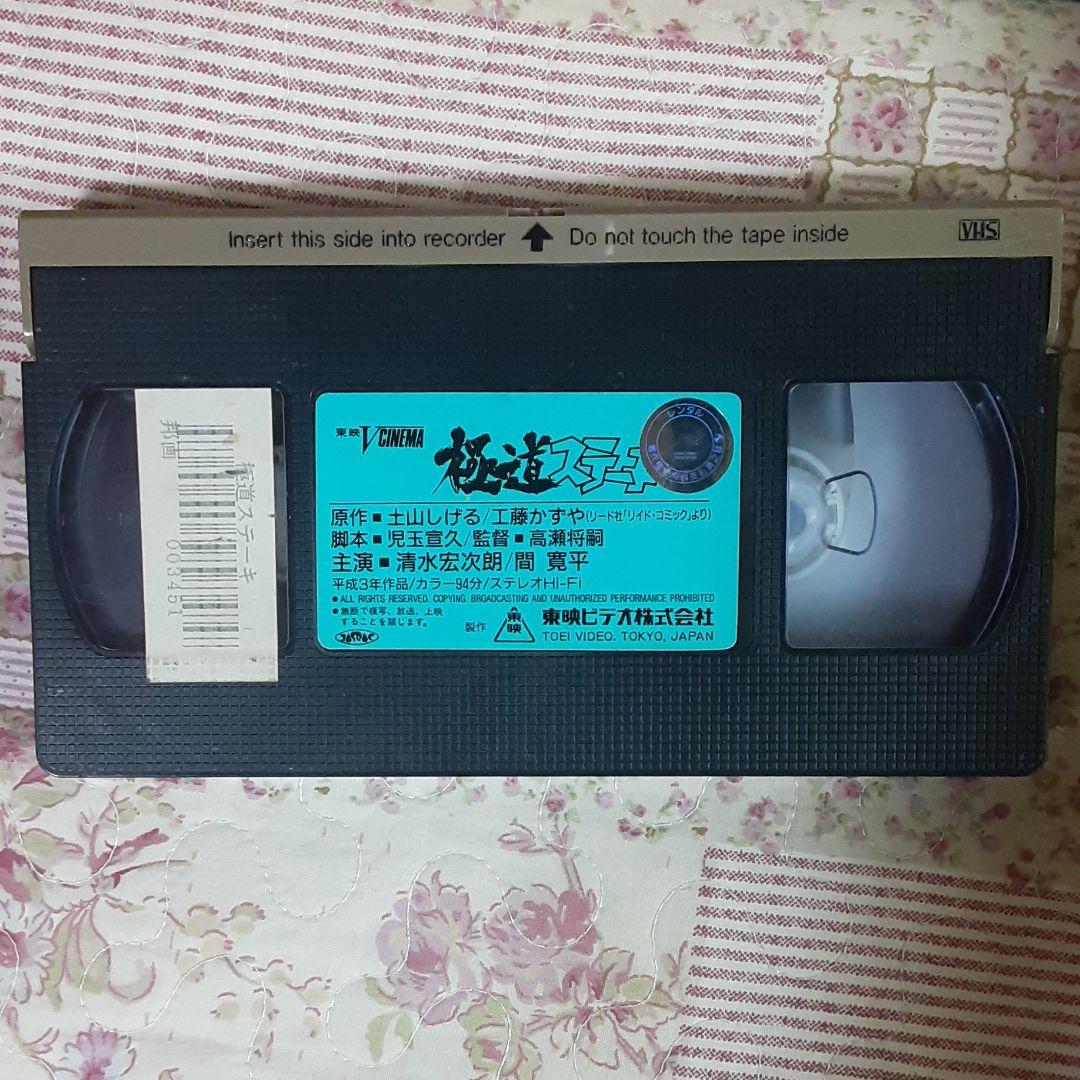 Insert this side into recorder Do not touch the tape inside VHS
邦画
極道ステーキ
003451
東映 V CINEMA
極道ステーキ
レンタル
原作■土山しげる/工藤かずや(リード社「リイド・コミック」より)
脚本■児玉宣久/監督■高瀬将嗣
主演■清水宏次朗/間 寛平
平成3年作品/カラー94分/ステレオHi-Fi
●ALL RIGHTS RESERVED. COPYING. BROADCASTING AND UNAUTHORIZED PERFORMANCE PROHIBITED
●無断で複写、放送、上映
することを禁じます。
製作 東映 東映ビデオ株式会社
TOEI VIDEO. TOKYO, JAPAN